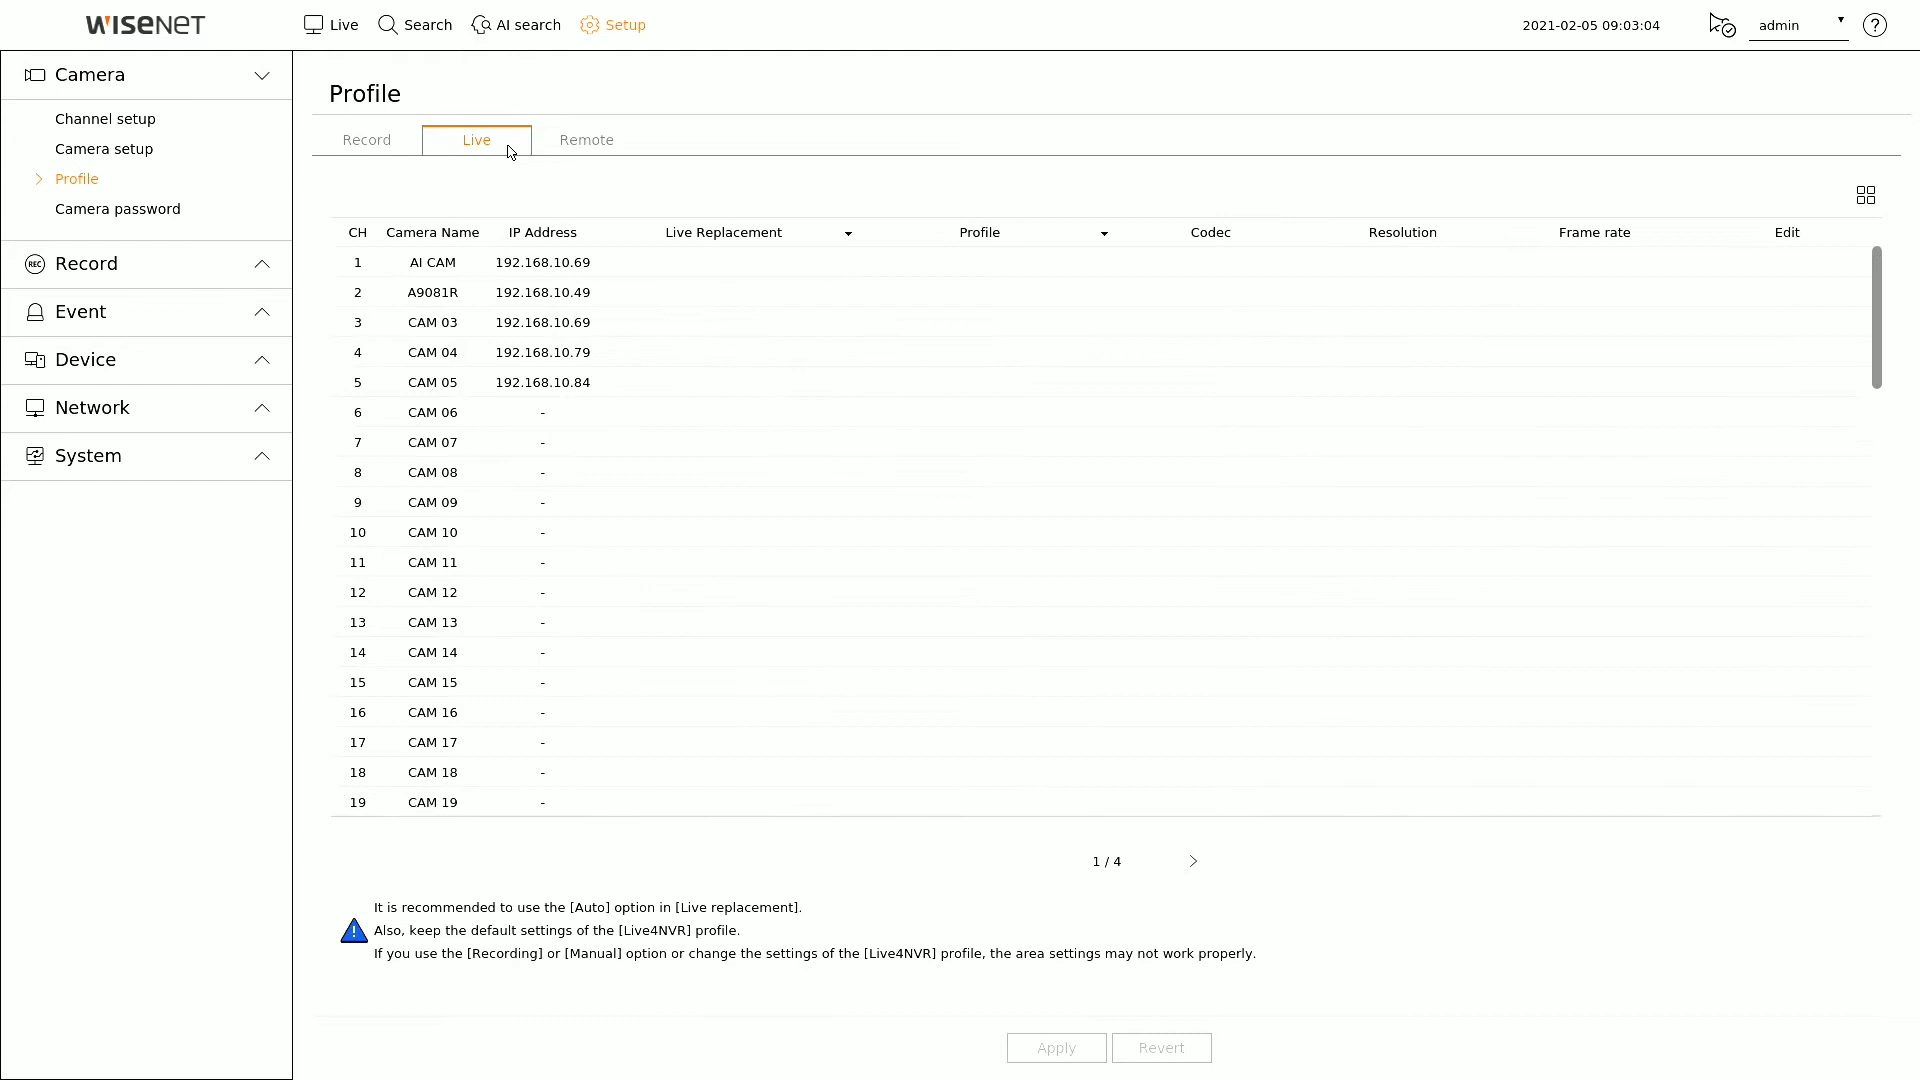 WISENET Live Search AI search Setup 2021-02-05 09:03:04 admin ?
Camera
Channel setup
Camera setup
Profile
Camera password
REC Record
Event
Device
Network
System
Profile
Record Live Remote
CH Camera Name IP Address Live Replacement Profile Codec Resolution Frame rate Edit
1 AI CAM 192.168.10.69
2 A9081R 192.168.10.49
3 CAM 03 192.168.10.69
4 CAM 04 192.168.10.79
5 CAM 05 192.168.10.84
6 CAM 06 -
7 CAM 07 -
8 CAM 08 -
9 CAM 09 -
10 CAM 10 -
11 CAM 11 -
12 CAM 12 -
13 CAM 13 -
14 CAM 14 -
15 CAM 15 -
16 CAM 16 -
17 CAM 17 -
18 CAM 18 -
19 CAM 19 -
1 / 4
It is recommended to use the [Auto] option in [Live replacement].
Also, keep the default settings of the [Live4NVR] profile.
If you use the [Recording] or [Manual] option or change the settings of the [Live4NVR] profile, the area settings may not work properly.
Apply Revert